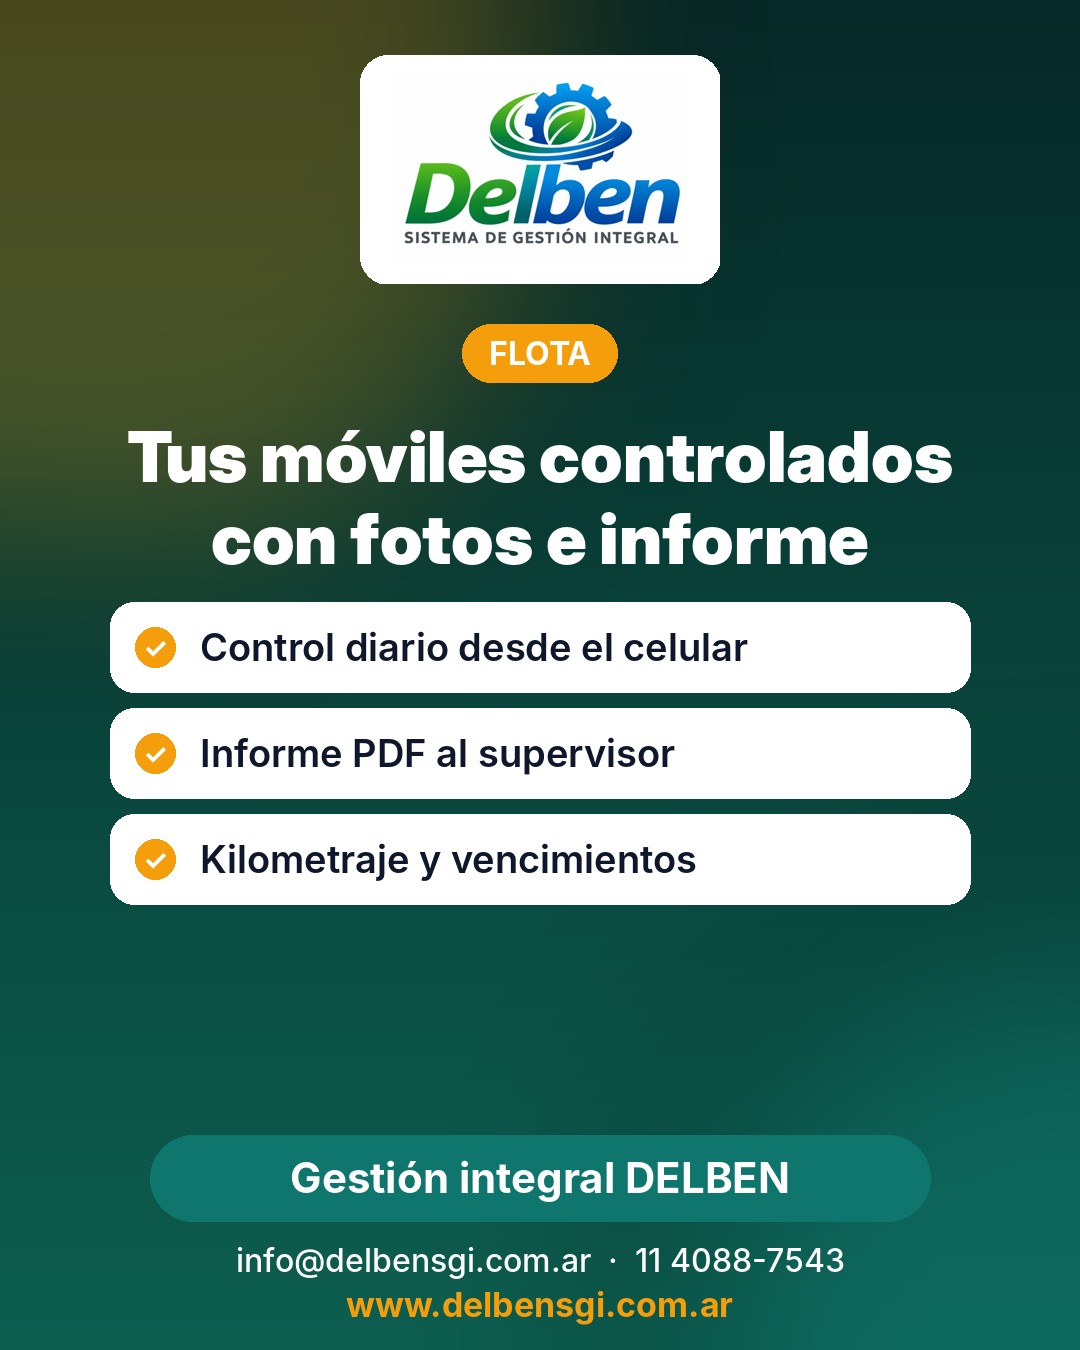 Delben
SISTEMA DE GESTIÓN INTEGRAL
FLOTA
Tus móviles controlados
con fotos e informe
Control diario desde el celular
Informe PDF al supervisor
Kilometraje y vencimientos
Gestión integral DELBEN
info@delbensgi.com.ar · 11 4088-7543
www.delbensgi.com.ar